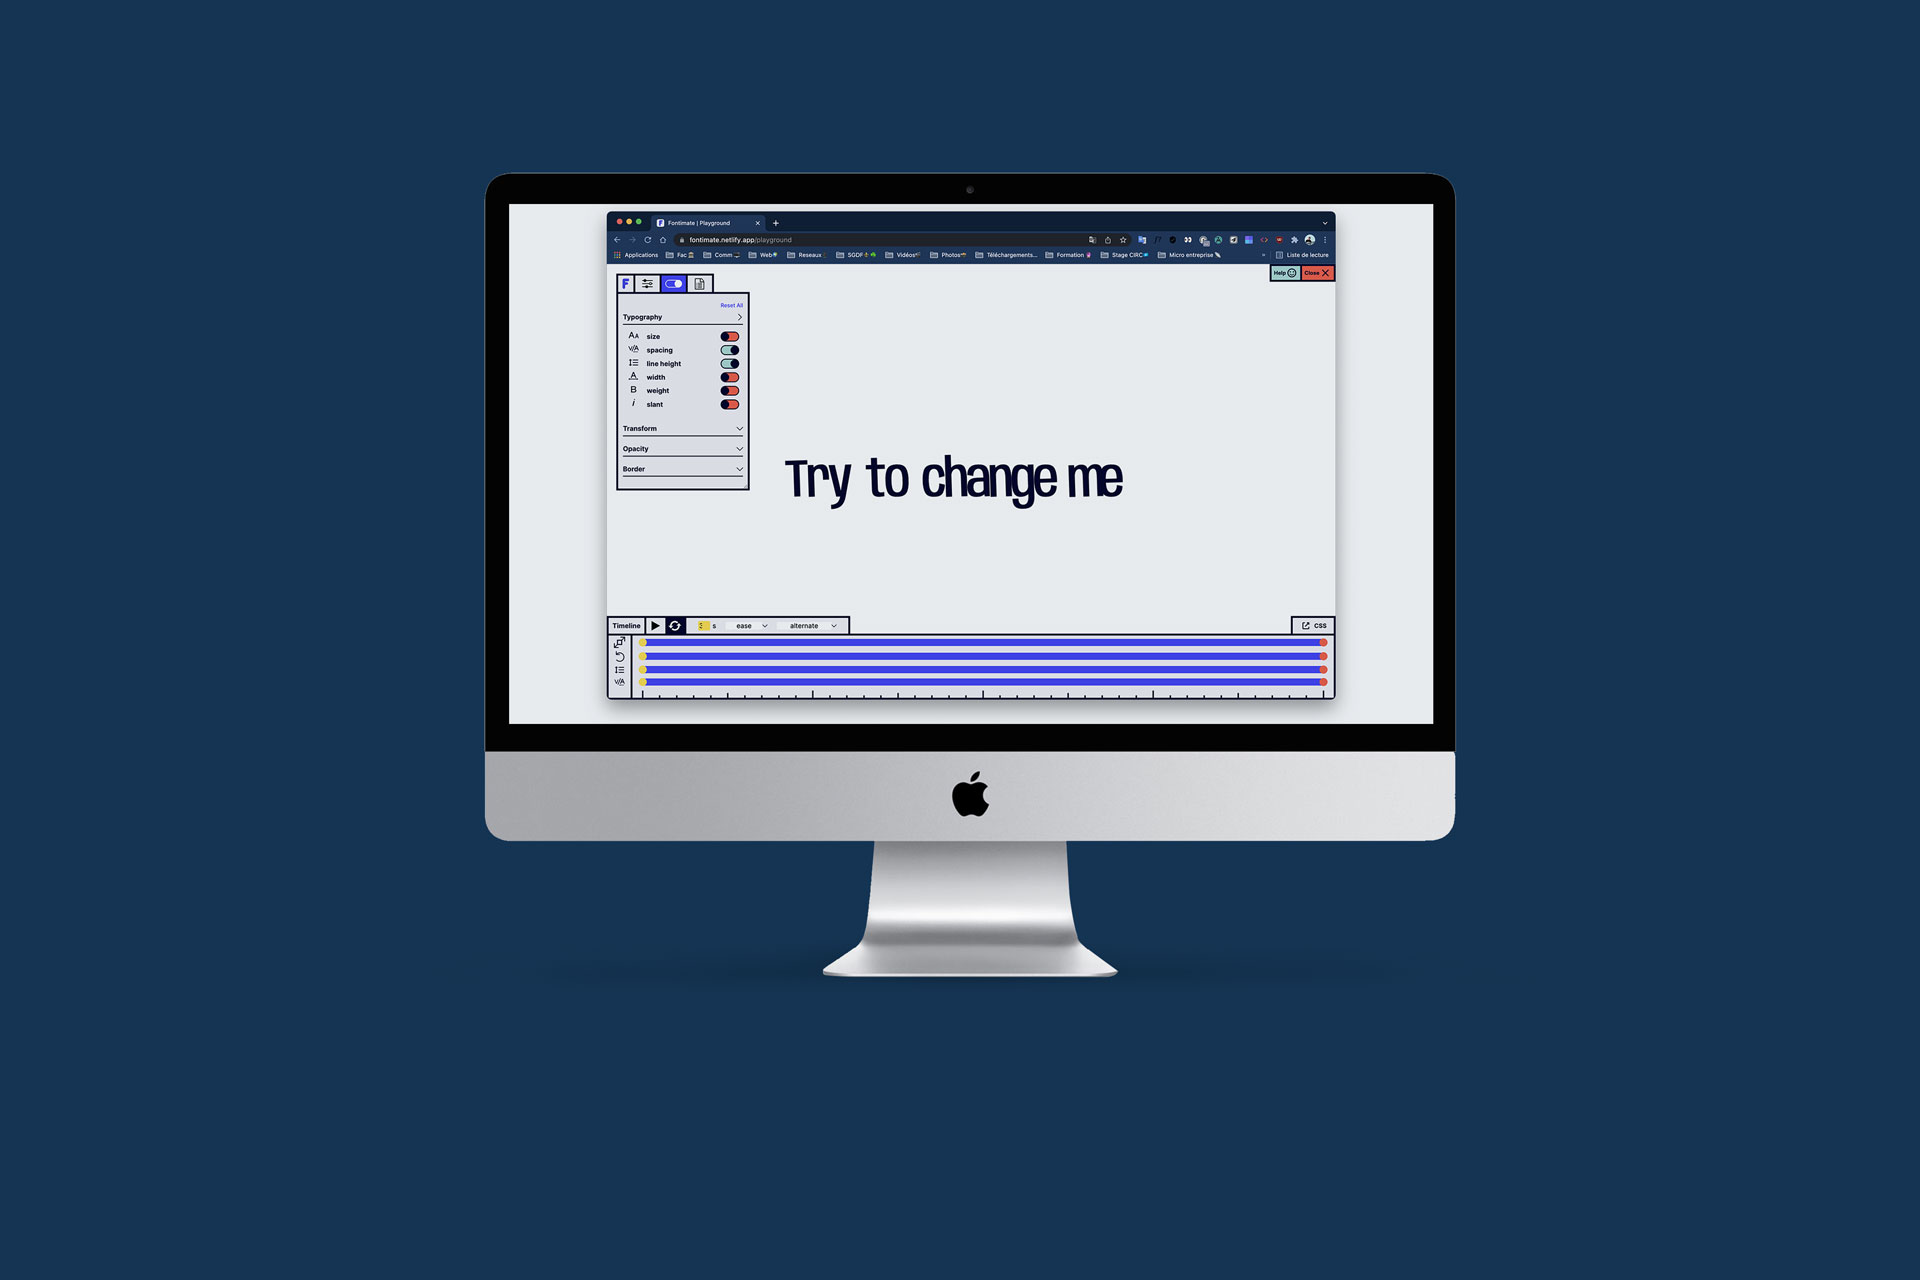 Fontimate | Playground
fontimate.netlify.app/playground
Applications Fac Comm Web Reseaux SGDF Vidéos Photos Téléchargements... Formation Stage CIRC Micro entreprise » Liste de lecture
Help Close
Reset All
Typography
size
spacing
line height
width
weight
slant
Transform
Opacity
Border
Try to change me
Timeline s ease alternate CSS